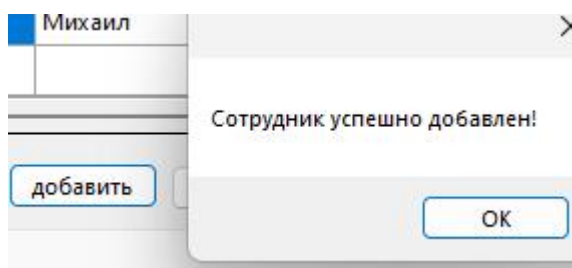 Михаил
Сотрудник успешно добавлен!
добавить
OK